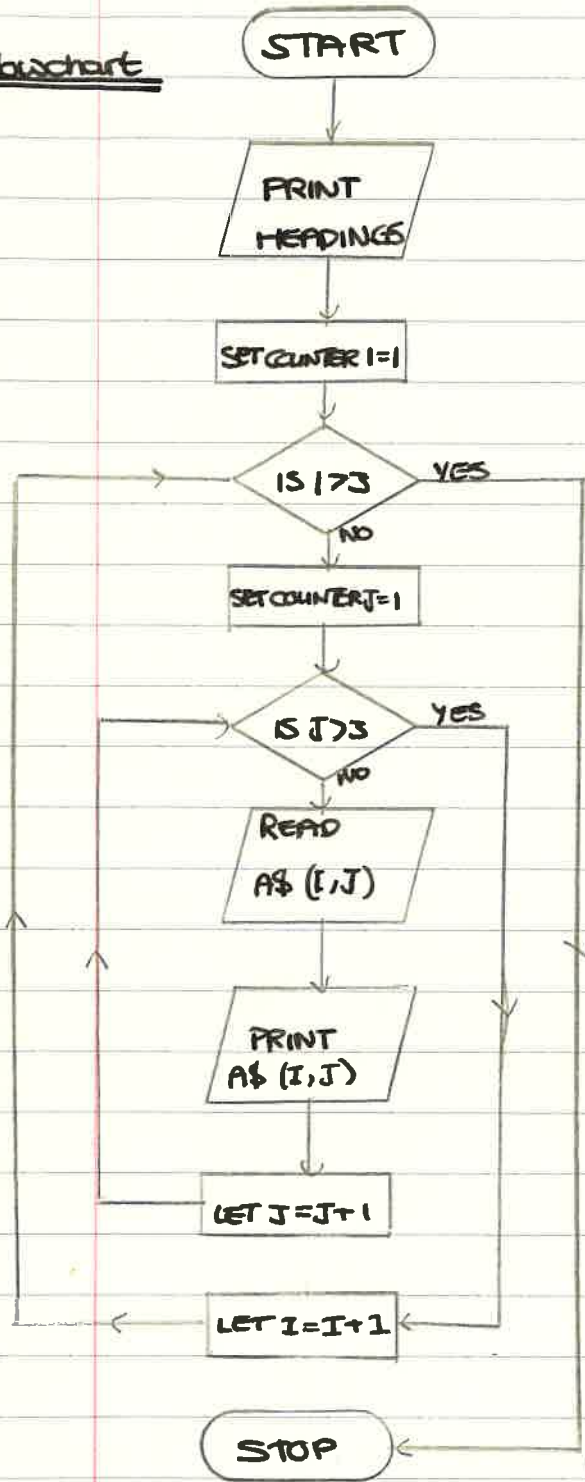 START
PRINT
HEADINGS
SET COUNTER I=1
IS I>3
YES
NO
SET COUNTER J=1
IS J>3
YES
NO
READ
A$ (I,J)
PRINT
A$ (I,J)
LET J=J+1
LET I=I+1
STOP